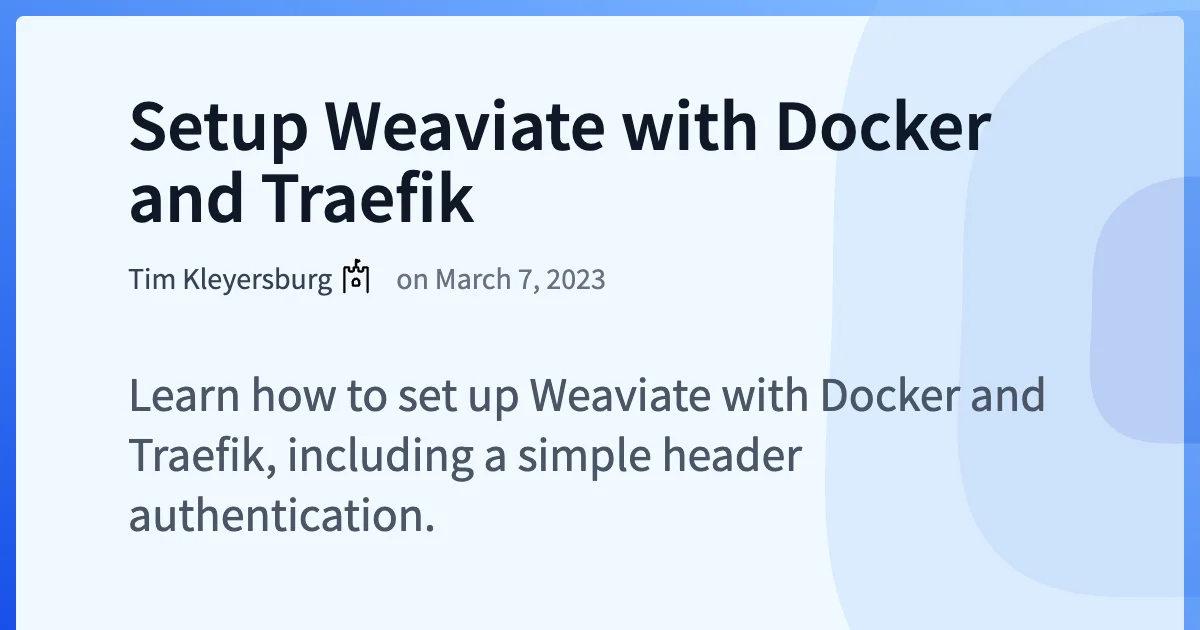 Setup Weaviate with Docker
and Traefik
Tim Kleyersburg on March 7, 2023
Learn how to set up Weaviate with Docker and
Traefik, including a simple header
authentication.